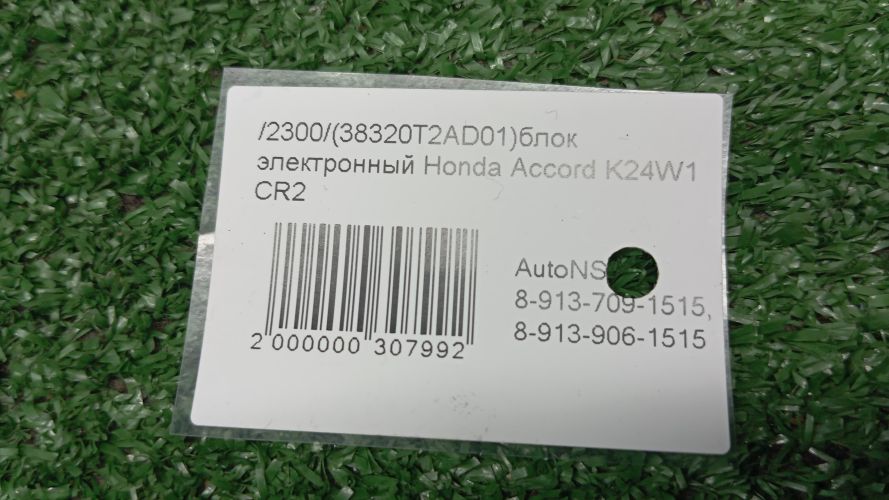 /2300/(38320T2AD01)блок
электронный Honda Accord K24W1
CR2
AutoNS
8-913-709-1515,
8-913-906-1515
2 000000 307992